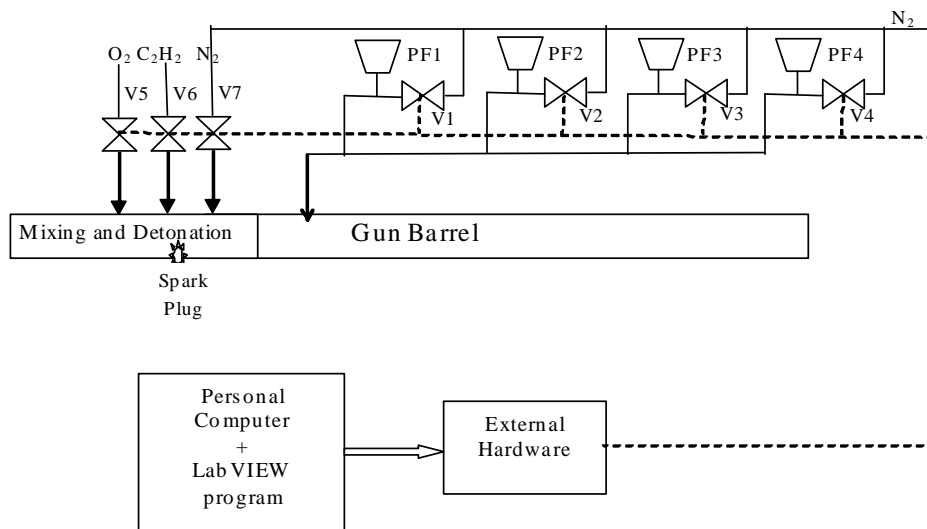 N2
O2 C2H2 N2
PF1 PF2 PF3 PF4
V5 V6 V7
V1 V2 V3 V4
Mixing and Detonation
Gun Barrel
Spark
Plug
Personal
Computer
+
LabVIEW
program
External
Hardware